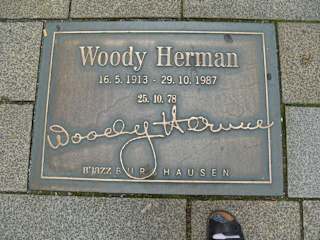 Woody Herman
16. 5. 1913 - 29. 10. 1987
25. 10. 78
Woody Herman
B'JAZZ BURGHAUSEN